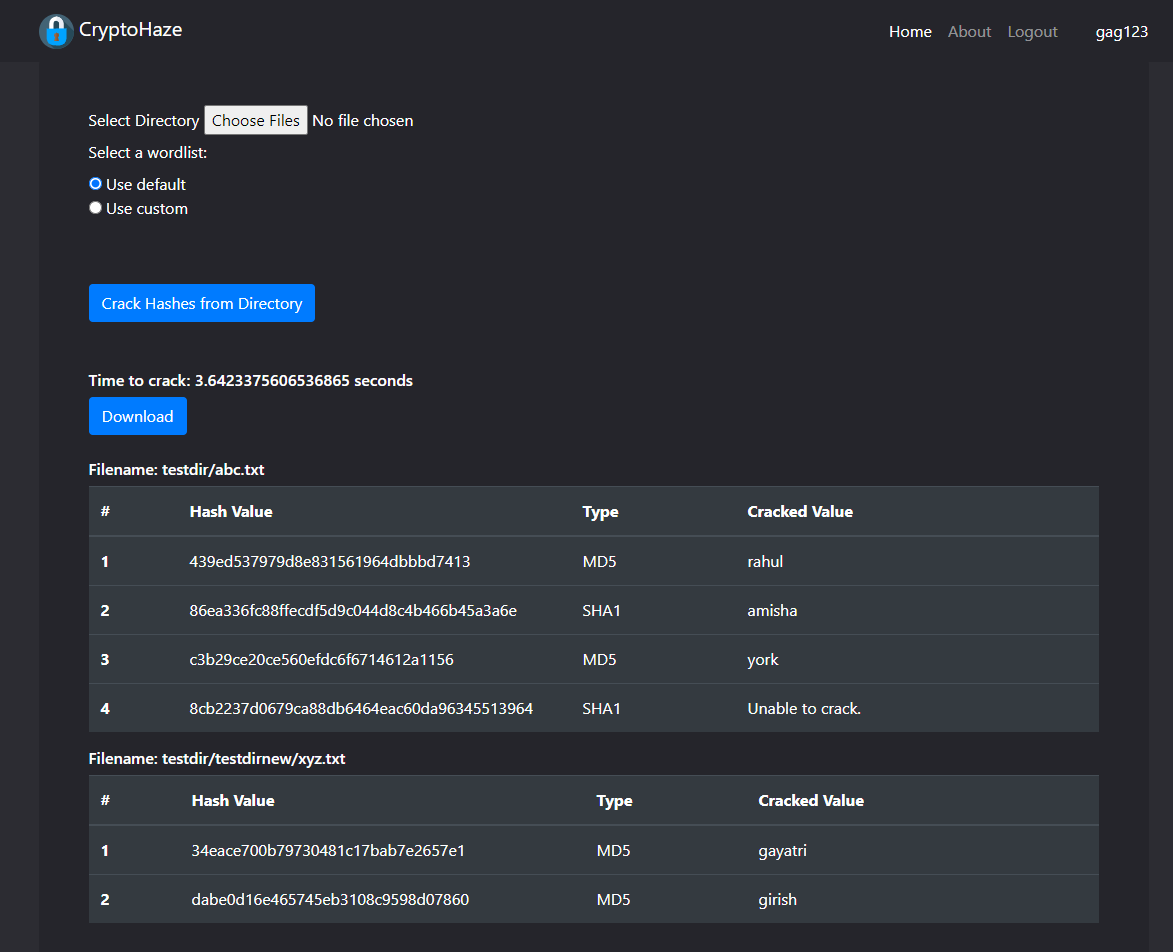 CryptoHaze Home About Logout gag123
Select Directory Choose Files No file chosen
Select a wordlist:
Use default
Use custom
Crack Hashes from Directory
Time to crack: 3.6423375606536865 seconds
Download
Filename: testdir/abc.txt
# Hash Value Type Cracked Value
1 439ed537979d8e831561964dbbbd7413 MD5 rahul
2 86ea336fc88ffecdf5d9c044d8c4b466b45a3a6e SHA1 amisha
3 c3b29ce20ce560efdc6f6714612a1156 MD5 york
4 8cb2237d0679ca88db6464eac60da96345513964 SHA1 Unable to crack.
Filename: testdir/testdirnew/xyz.txt
# Hash Value Type Cracked Value
1 34eace700b79730481c17bab7e2657e1 MD5 gayatri
2 dabe0d16e465745eb3108c9598d07860 MD5 girish